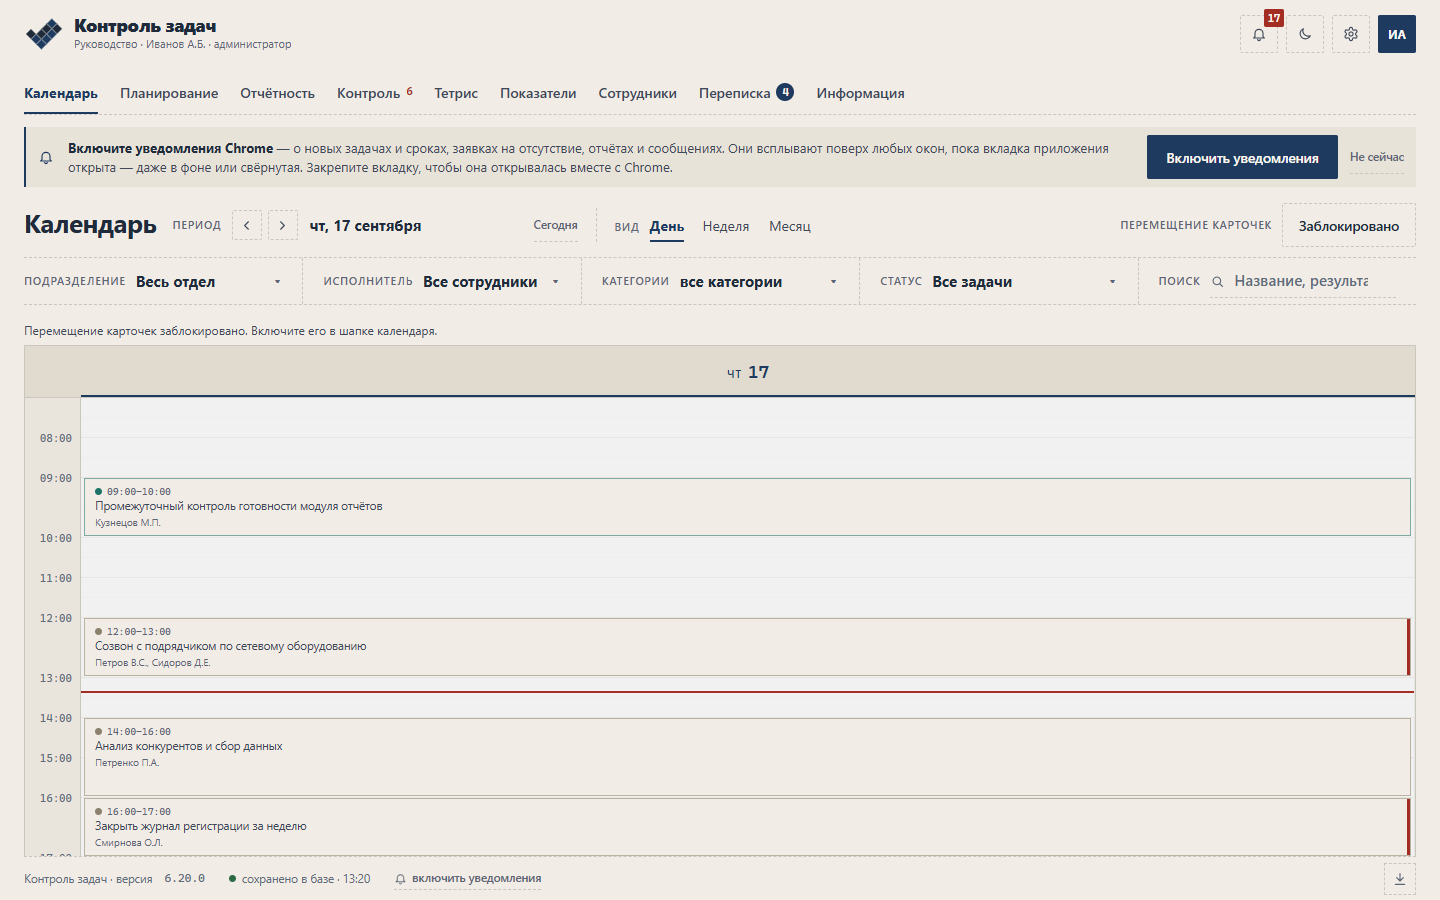 Контроль задач
Руководство · Иванов А.Б. · администратор
17
ИА
Календарь Планирование Отчётность Контроль 6 Тетрис Показатели Сотрудники Переписка 4 Информация
Включите уведомления Chrome — о новых задачах и сроках, заявках на отсутствие, отчётах и сообщениях. Они всплывают поверх любых окон, пока вкладка приложения
открыта — даже в фоне или свёрнутая. Закрепите вкладку, чтобы она открывалась вместе с Chrome.
Включить уведомления
Не сейчас
Календарь ПЕРИОД чт, 17 сентября Сегодня ВИД День Неделя Месяц ПЕРЕМЕЩЕНИЕ КАРТОЧЕК Заблокировано
ПОДРАЗДЕЛЕНИЕ Весь отдел ИСПОЛНИТЕЛЬ Все сотрудники КАТЕГОРИИ все категории СТАТУС Все задачи ПОИСК Название, результа
Перемещение карточек заблокировано. Включите его в шапке календаря.
чт 17
08:00
09:00
09:00–10:00
Промежуточный контроль готовности модуля отчётов
Кузнецов М.П.
10:00
11:00
12:00
12:00–13:00
Созвон с подрядчиком по сетевому оборудованию
Петров В.С., Сидоров Д.Е.
13:00
14:00
14:00–16:00
Анализ конкурентов и сбор данных
Петренко П.А.
15:00
16:00
16:00–17:00
Закрыть журнал регистрации за неделю
Смирнова О.Л.
Контроль задач · версия 6.20.0 сохранено в базе · 13:20 включить уведомления